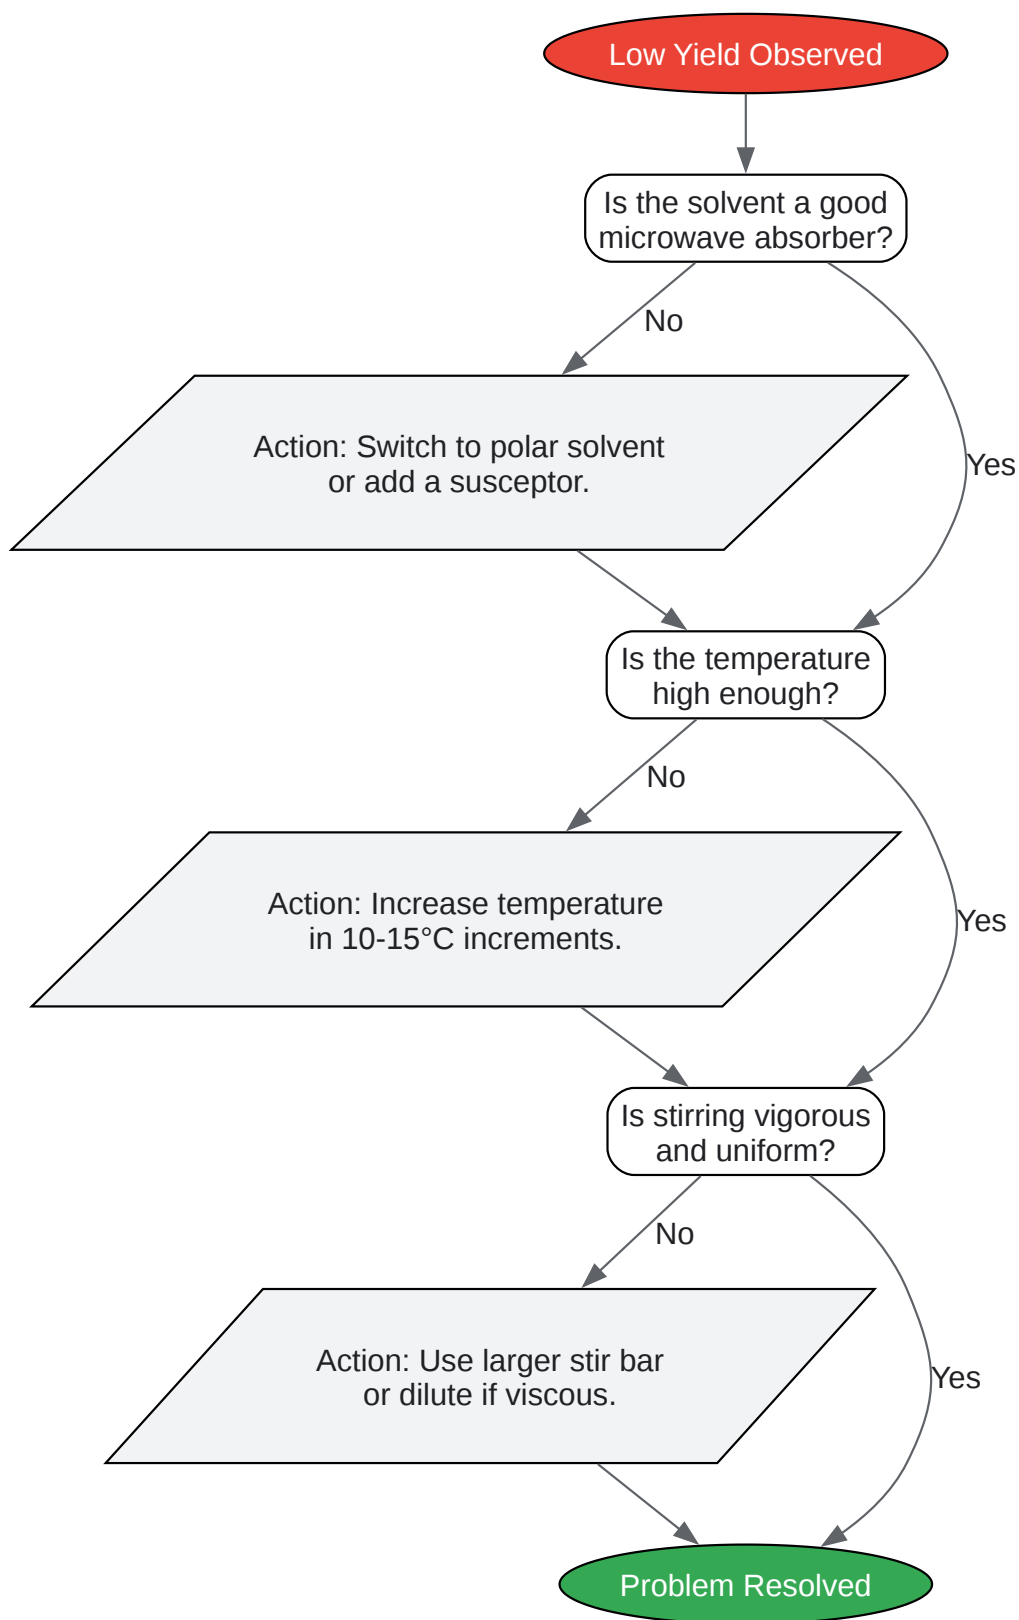 Low Yield Observed
Is the solvent a good
microwave absorber?
No
Action: Switch to polar solvent
or add a susceptor.
Yes
Is the temperature
high enough?
No
Action: Increase temperature
in 10-15°C increments.
Yes
Is stirring vigorous
and uniform?
No
Action: Use larger stir bar
or dilute if viscous.
Yes
Problem Resolved